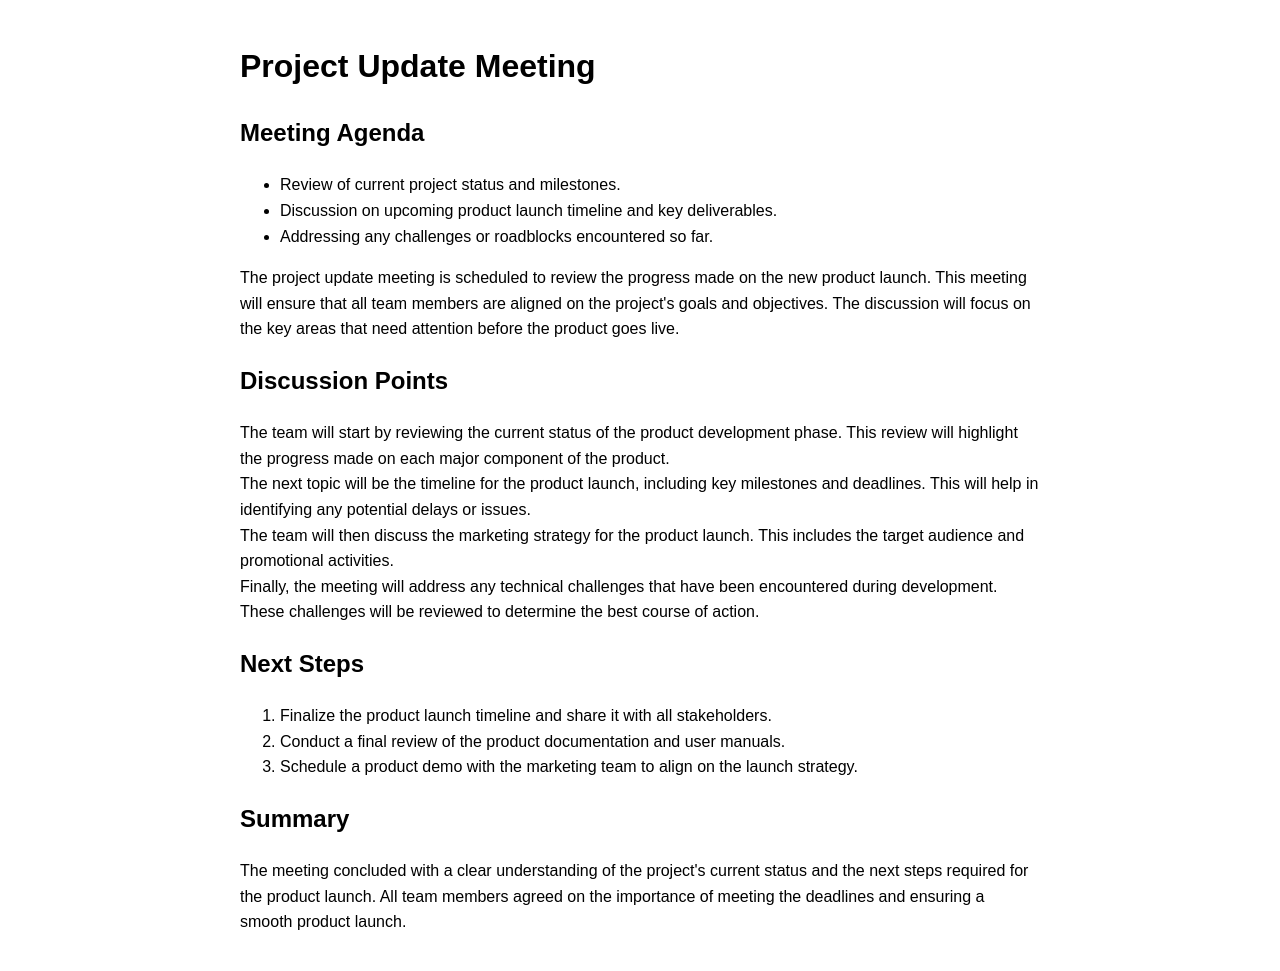 Project Update Meeting
Meeting Agenda
• Review of current project status and milestones.
• Discussion on upcoming product launch timeline and key deliverables.
• Addressing any challenges or roadblocks encountered so far.
The project update meeting is scheduled to review the progress made on the new product launch. This meeting
will ensure that all team members are aligned on the project's goals and objectives. The discussion will focus on
the key areas that need attention before the product goes live.
Discussion Points
The team will start by reviewing the current status of the product development phase. This review will highlight
the progress made on each major component of the product.
The next topic will be the timeline for the product launch, including key milestones and deadlines. This will help in
identifying any potential delays or issues.
The team will then discuss the marketing strategy for the product launch. This includes the target audience and
promotional activities.
Finally, the meeting will address any technical challenges that have been encountered during development.
These challenges will be reviewed to determine the best course of action.
Next Steps
1. Finalize the product launch timeline and share it with all stakeholders.
2. Conduct a final review of the product documentation and user manuals.
3. Schedule a product demo with the marketing team to align on the launch strategy.
Summary
The meeting concluded with a clear understanding of the project's current status and the next steps required for
the product launch. All team members agreed on the importance of meeting the deadlines and ensuring a
smooth product launch.